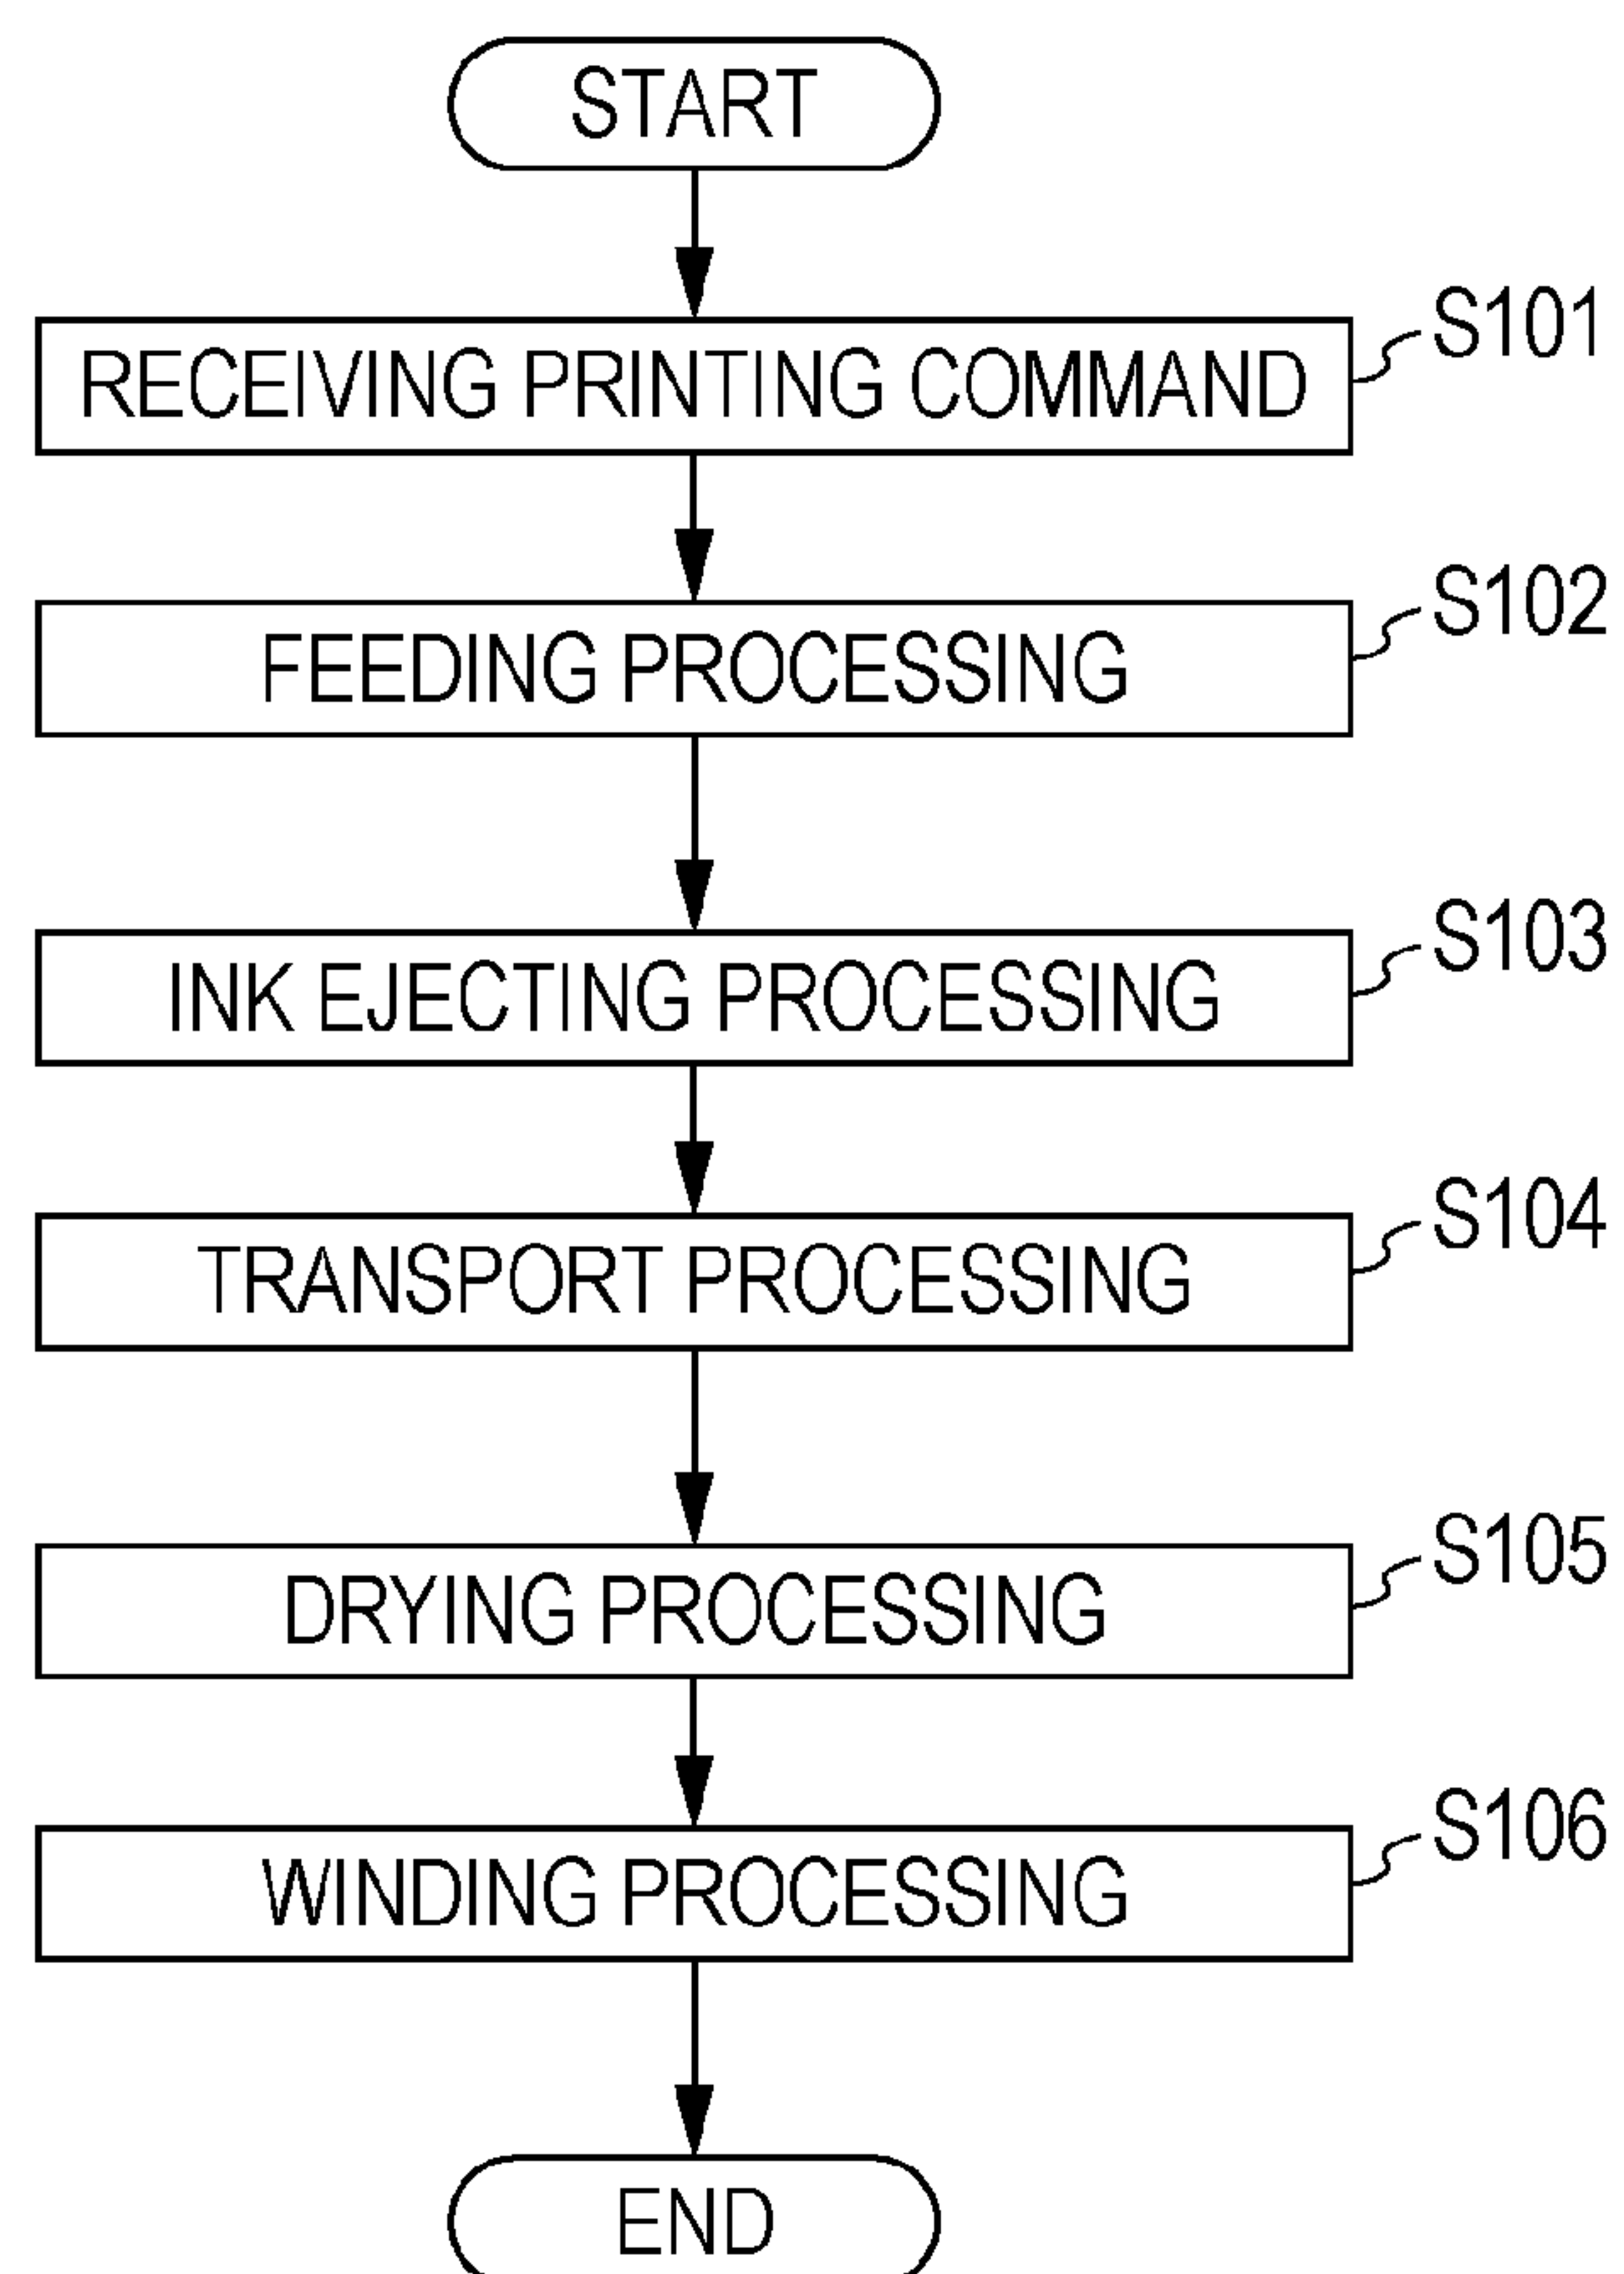 START
RECEIVING PRINTING COMMAND
S101
FEEDING PROCESSING
S102
INK EJECTING PROCESSING
S103
TRANSPORT PROCESSING
S104
DRYING PROCESSING
S105
WINDING PROCESSING
S106
END